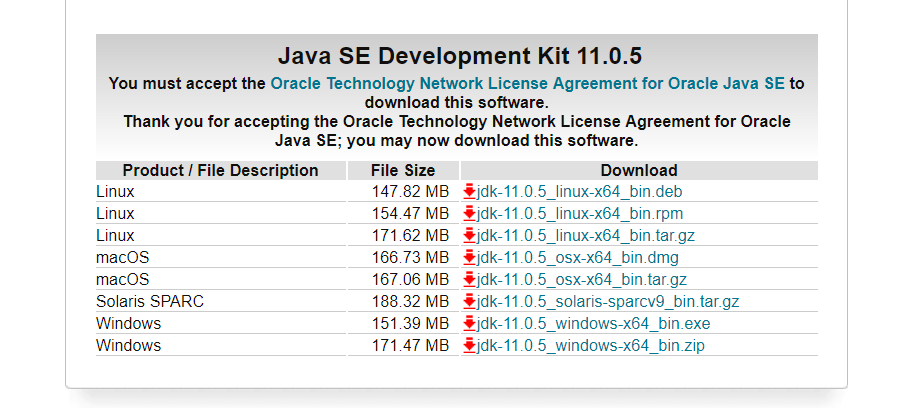 Java SE Development Kit 11.0.5
You must accept the Oracle Technology Network License Agreement for Oracle Java SE to
download this software.
Thank you for accepting the Oracle Technology Network License Agreement for Oracle
Java SE; you may now download this software.
Product / File Description File Size Download
Linux 147.82 MB jdk-11.0.5_linux-x64_bin.deb
Linux 154.47 MB jdk-11.0.5_linux-x64_bin.rpm
Linux 171.62 MB jdk-11.0.5_linux-x64_bin.tar.gz
macOS 166.73 MB jdk-11.0.5_osx-x64_bin.dmg
macOS 167.06 MB jdk-11.0.5_osx-x64_bin.tar.gz
Solaris SPARC 188.32 MB jdk-11.0.5_solaris-sparcv9_bin.tar.gz
Windows 151.39 MB jdk-11.0.5_windows-x64_bin.exe
Windows 171.47 MB jdk-11.0.5_windows-x64_bin.zip